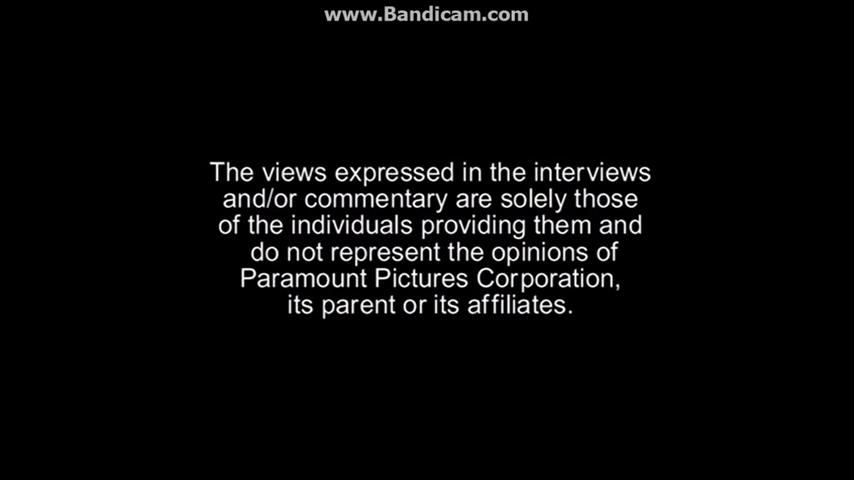 www.Bandicam.com
The views expressed in the interviews
and/or commentary are solely those
of the individuals providing them and
do not represent the opinions of
Paramount Pictures Corporation,
its parent or its affiliates.